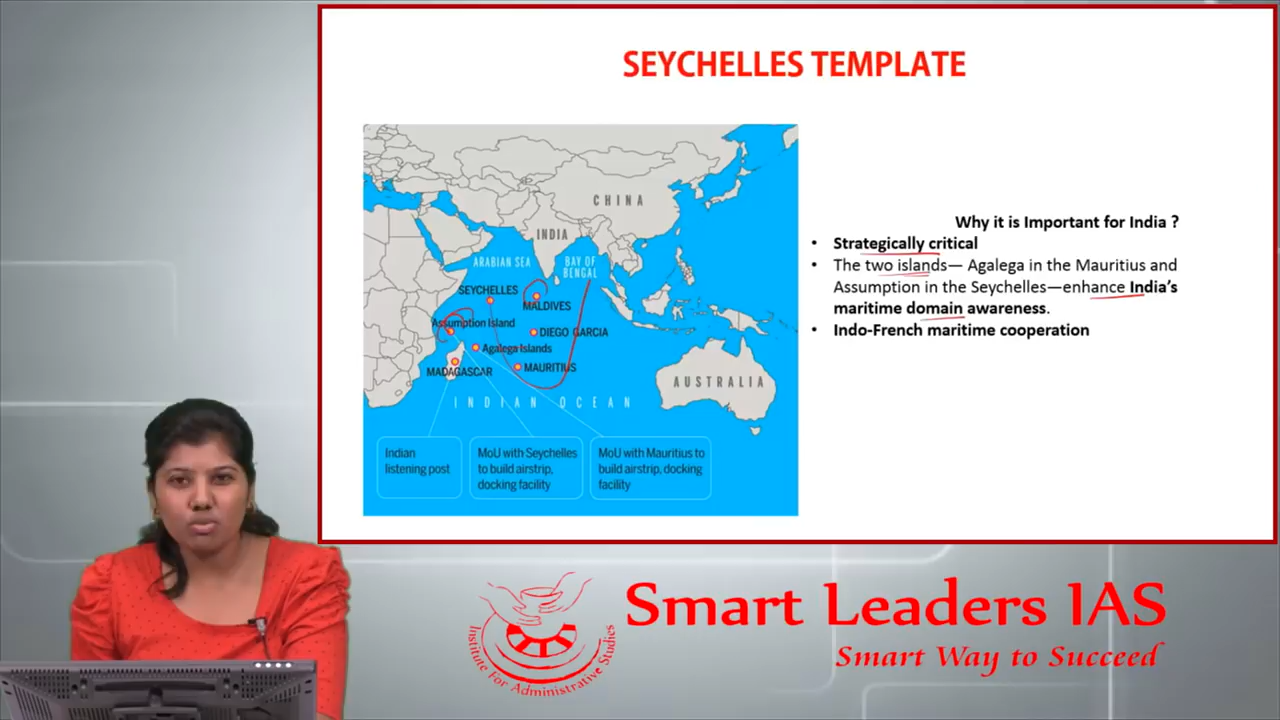 SEYCHELLES TEMPLATE
CHINA
INDIA
ARABIAN SEA
BAY OF
BENGAL
SEYCHELLES
MALDIVES
Assumption Island
DIEGO GARCIA
Agalega Islands
MAURITIUS
MADAGASCAR
AUSTRALIA
INDIAN OCEAN
Indian
listening post
MoU with Seychelles
to build airstrip,
docking facility
MoU with Mauritius to
build airstrip, docking
facility
Why it is Important for India ?
• Strategically critical
• The two islands— Agalega in the Mauritius and
Assumption in the Seychelles—enhance India's
maritime domain awareness.
• Indo-French maritime cooperation
Institute For Administrative Studies
Smart Leaders IAS
Smart Way to Succeed